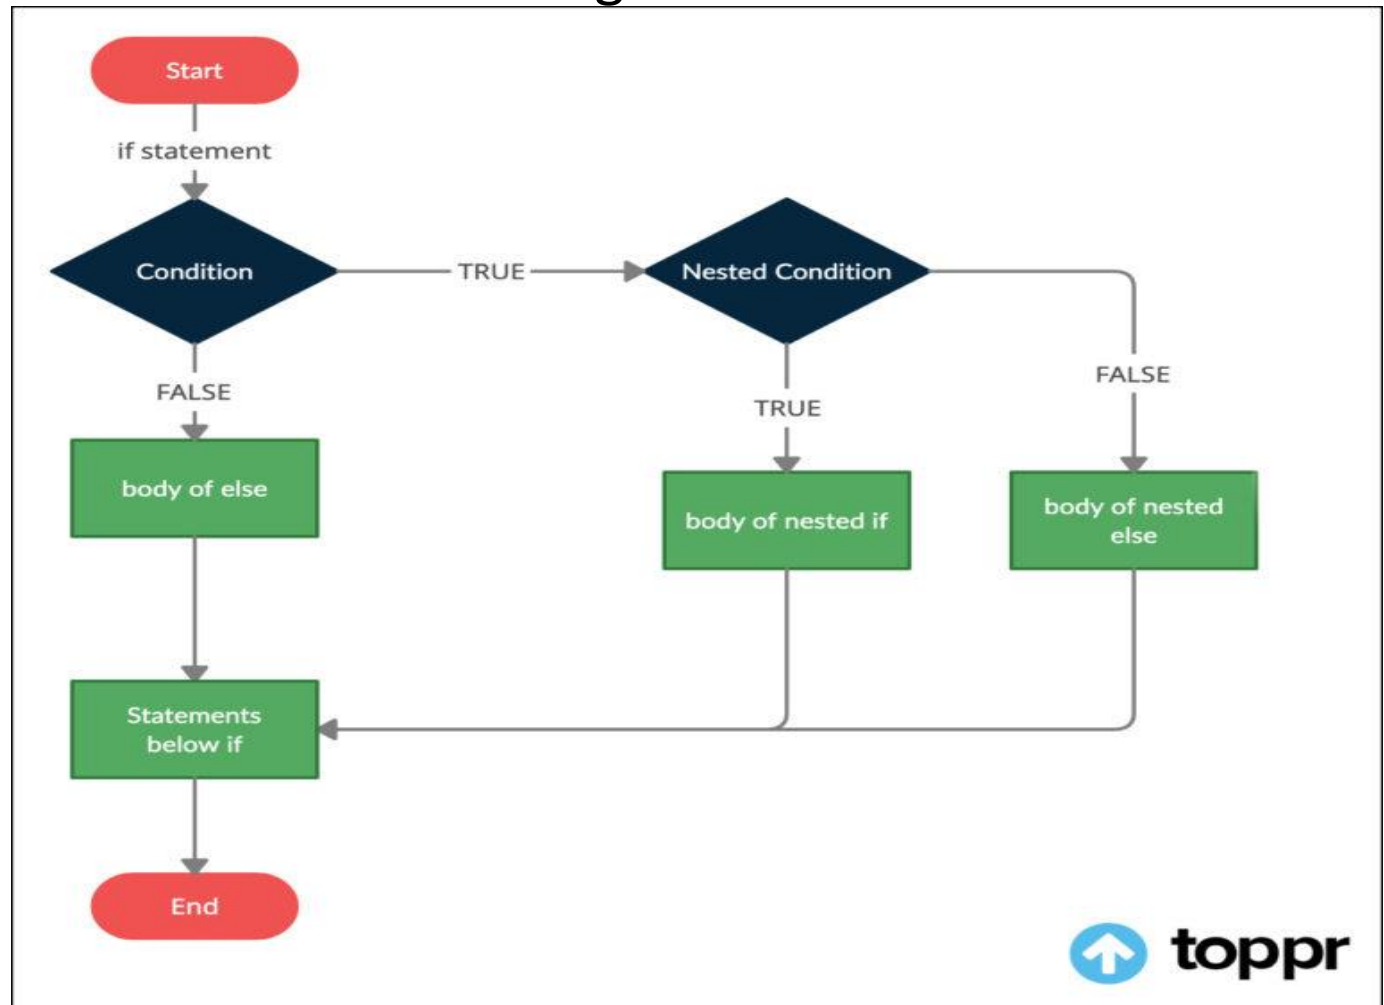 Start
if statement
Condition
TRUE
Nested Condition
FALSE
FALSE
TRUE
body of else
body of nested if
body of nested
else
Statements
below if
End
toppr